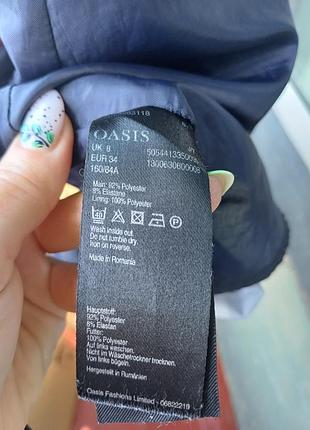 OASIS
UK 8
EUR 34
160/84A
Main: 92% Polyester
8% Elastane
Lining: 100% Polyester
40
Wash inside out
Do not tumble dry.
Iron on reverse.
Made in Romania
Hauptstoff:
92% Polyester
8% Elastan
Futter:
100% Polyester
Auf links waschen
Nicht im Wäschetrockner trocknen.
Von links bügeln.
Hergestellt in Rumänien
Oasis Fashions Limited - 06822219